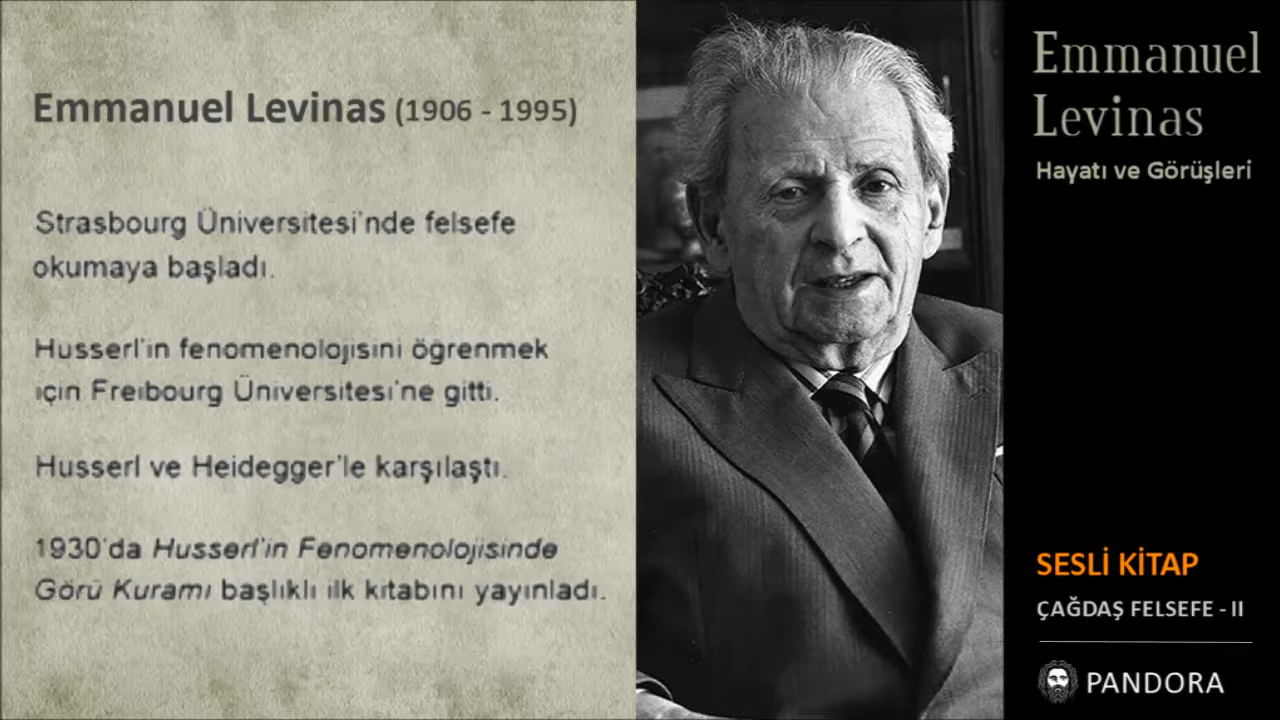 Emmanuel Levinas (1906 - 1995)
Strasbourg Üniversitesi'nde felsefe
okumaya başladı.
Husserl'in fenomenolojisini öğrenmek
için Freibourg Üniversitesi'ne gitti.
Husserl ve Heidegger'le karşılaştı.
1930'da Husserl'in Fenomenolojisinde
Görü Kuramı başlıklı ilk kitabını yayınladı.
Emmanuel
Levinas
Hayatı ve Görüşleri
SESLİ KİTAP
ÇAĞDAŞ FELSEFE - II
PANDORA